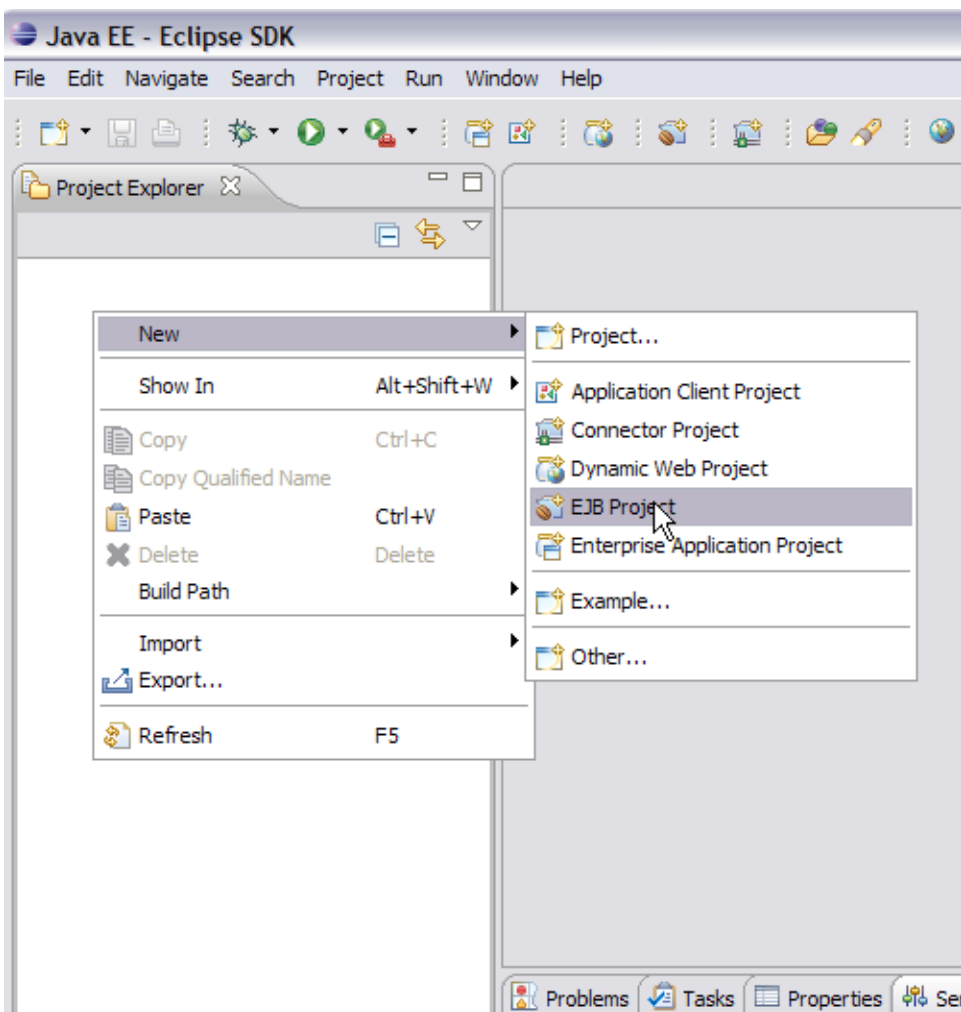 Java EE - Eclipse SDK
File Edit Navigate Search Project Run Window Help
Project Explorer
New
Show In Alt+Shift+W
Copy Ctrl+C
Copy Qualified Name
Paste Ctrl+V
Delete Delete
Build Path
Import
Export...
Refresh F5
Project...
Application Client Project
Connector Project
Dynamic Web Project
EJB Project
Enterprise Application Project
Example...
Other...
Problems Tasks Properties Se